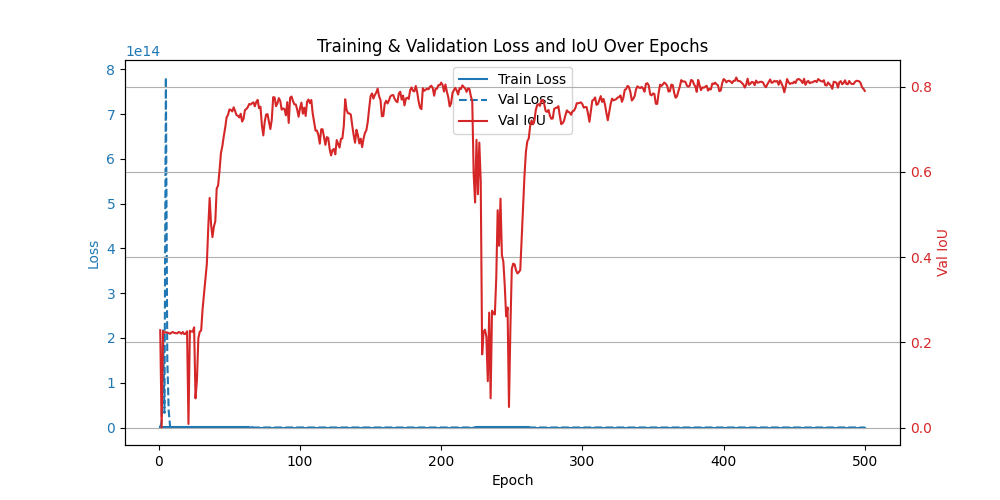 Training & Validation Loss and IoU Over Epochs
1e14
Train Loss
Val Loss
Val IoU
8
7
6
5
4
3
2
1
0
Loss
0.8
0.6
0.4
0.2
0.0
Val IoU
0 100 200 300 400 500
Epoch